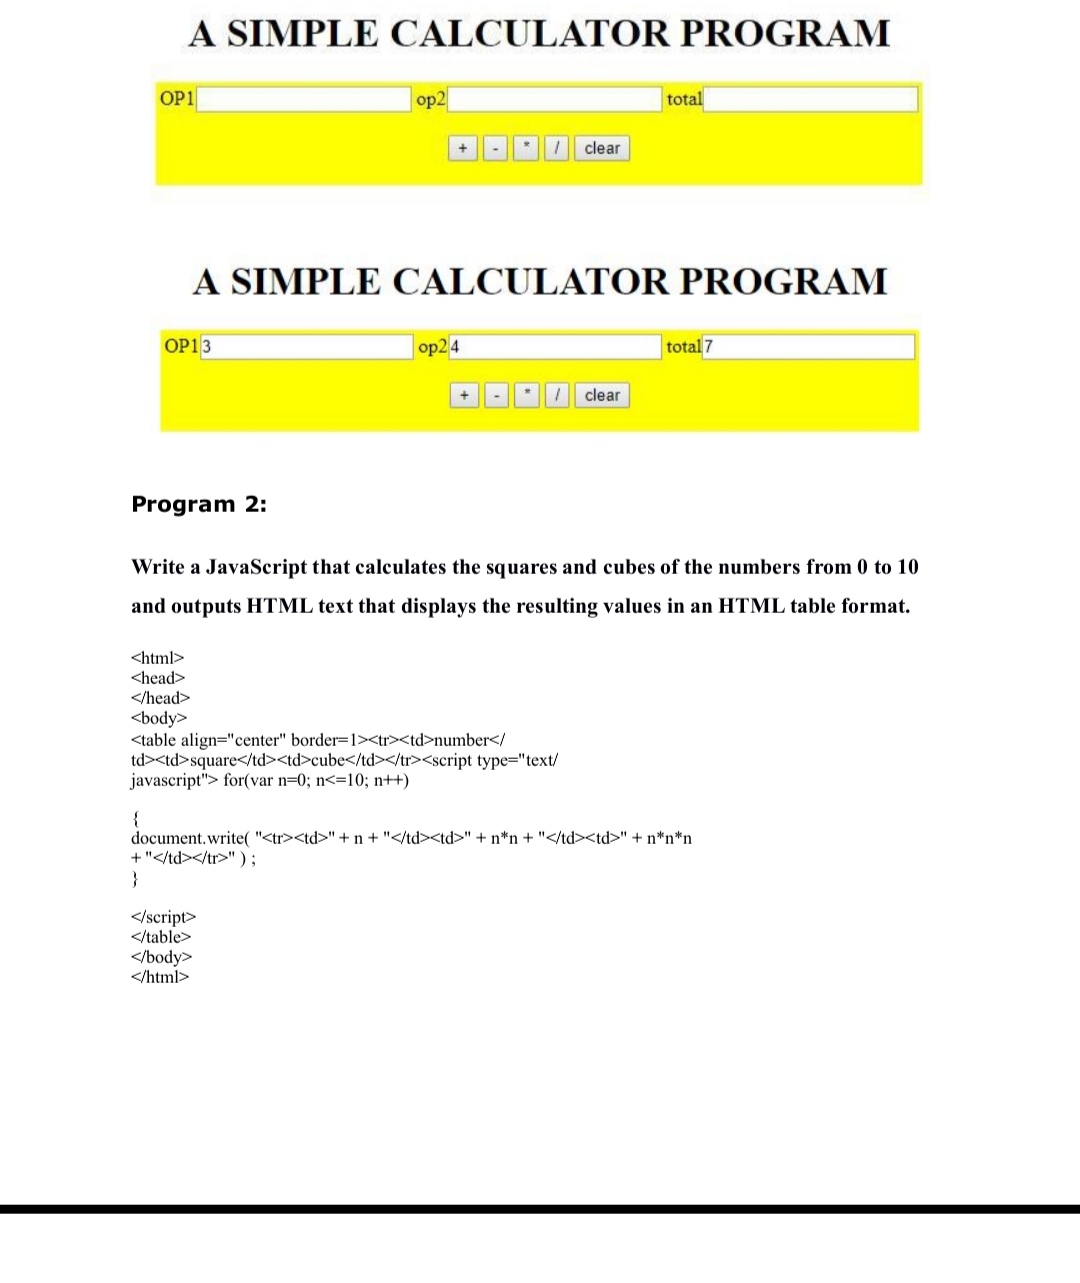 A SIMPLE CALCULATOR PROGRAM
OP1 op2 total
+ - * / clear
A SIMPLE CALCULATOR PROGRAM
OP1 3 op2 4 total 7
+ - * / clear
Program 2:
Write a JavaScript that calculates the squares and cubes of the numbers from 0 to 10
and outputs HTML text that displays the resulting values in an HTML table format.
<html>
<head>
</head>
<body>
<table align="center" border=1><tr><td>number</
td><td>square</td><td>cube</td></tr><script type="text/
javascript"> for(var n=0; n<=10; n++)
{
document.write( "<tr><td>" + n + "</td><td>" + n*n + "</td><td>" + n*n*n
+ "</td></tr>" ) ;
}
</script>
</table>
</body>
</html>